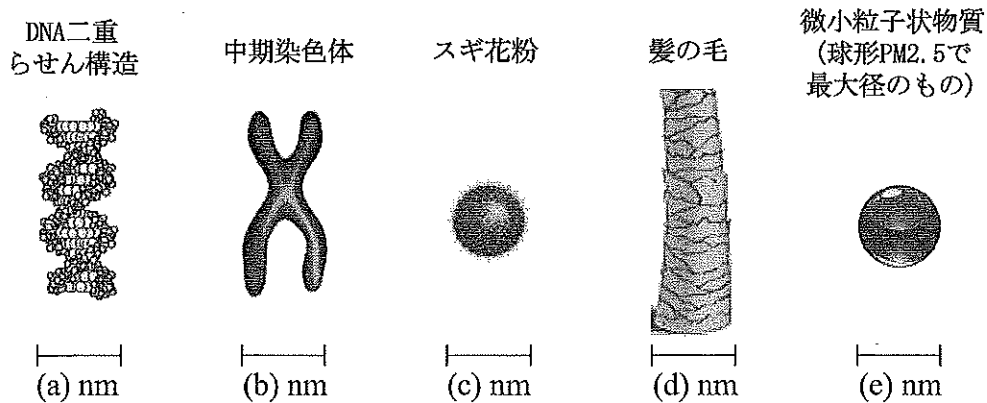 DNA二重
らせん構造
中期染色体
スギ花粉
髪の毛
微小粒子状物質
(球形PM2.5で
最大径のもの)
(a) nm
(b) nm
(c) nm
(d) nm
(e) nm